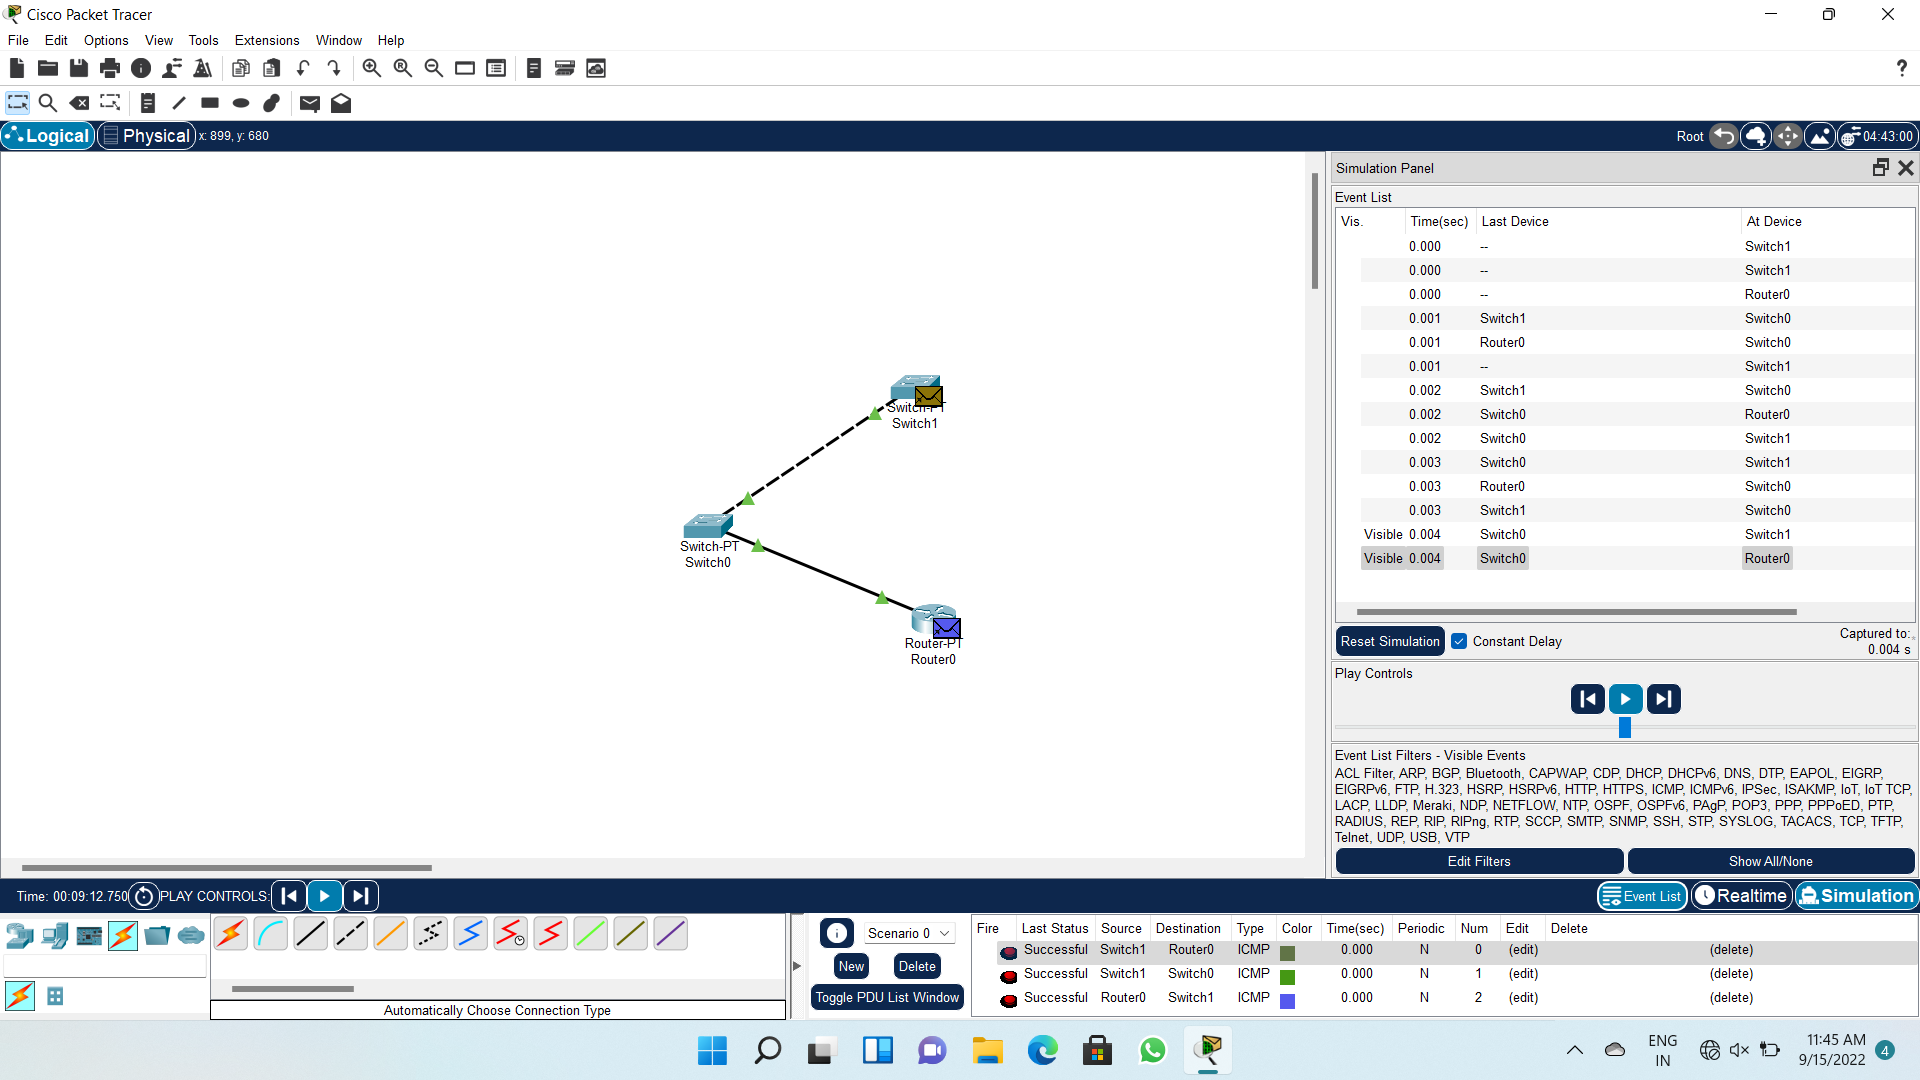 Cisco Packet Tracer
File Edit Options View Tools Extensions Window Help
?
Logical Physical x: 899, y: 680 Root 04:43:00
Switch-PT
Switch1
Switch-PT
Switch0
Router-PT
Router0
Simulation Panel
Event List
Vis. Time(sec) Last Device At Device
0.000 -- Switch1
0.000 -- Switch1
0.000 -- Router0
0.001 Switch1 Switch0
0.001 Router0 Switch0
0.001 -- Switch1
0.002 Switch1 Switch0
0.002 Switch0 Router0
0.002 Switch0 Switch1
0.003 Switch0 Switch1
0.003 Router0 Switch0
0.003 Switch1 Switch0
Visible 0.004 Switch0 Switch1
Visible 0.004 Switch0 Router0
Reset Simulation Constant Delay Captured to:
0.004 s
Play Controls
Event List Filters - Visible Events
ACL Filter, ARP, BGP, Bluetooth, CAPWAP, CDP, DHCP, DHCPv6, DNS, DTP, EAPOL, EIGRP,
EIGRPv6, FTP, H.323, HSRP, HSRPv6, HTTP, HTTPS, ICMP, ICMPv6, IPSec, ISAKMP, IoT, IoT TCP,
LACP, LLDP, Meraki, NDP, NETFLOW, NTP, OSPF, OSPFv6, PAgP, POP3, PPP, PPPoED, PTP,
RADIUS, REP, RIP, RIPng, RTP, SCCP, SMTP, SNMP, SSH, STP, SYSLOG, TACACS, TCP, TFTP,
Telnet, UDP, USB, VTP
Edit Filters Show All/None
Time: 00:09:12.750 PLAY CONTROLS: Event List Realtime Simulation
Automatically Choose Connection Type
Scenario 0
New Delete
Toggle PDU List Window
Fire Last Status Source Destination Type Color Time(sec) Periodic Num Edit Delete
Successful Switch1 Router0 ICMP 0.000 N 0 (edit) (delete)
Successful Switch1 Switch0 ICMP 0.000 N 1 (edit) (delete)
Successful Router0 Switch1 ICMP 0.000 N 2 (edit) (delete)
ENG
IN
11:45 AM
9/15/2022
4